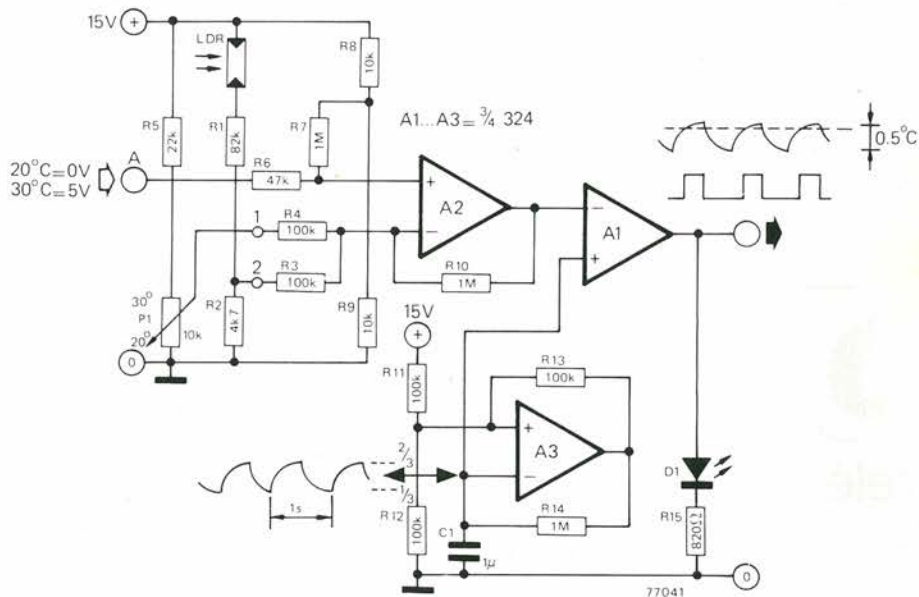 15V +
A
LDR
R8
10k
R5
22k
R1
82k
R7
1M
A1...A3 = ¾ 324
0.5°C
20°C=0V
30°C=5V
A
R6
47k
+
A2
−
−
A1
+
1
R4
100k
2
R3
100k
R10
1M
30°
P1
20°
10k
R2
4k7
R9
10k
0
15V
+
R11
100k
R13
100k
+
A3
−
2/3
1/3
1s
R12
100k
R14
1M
C1
1µ
D1
R15
820Ω
0
77041